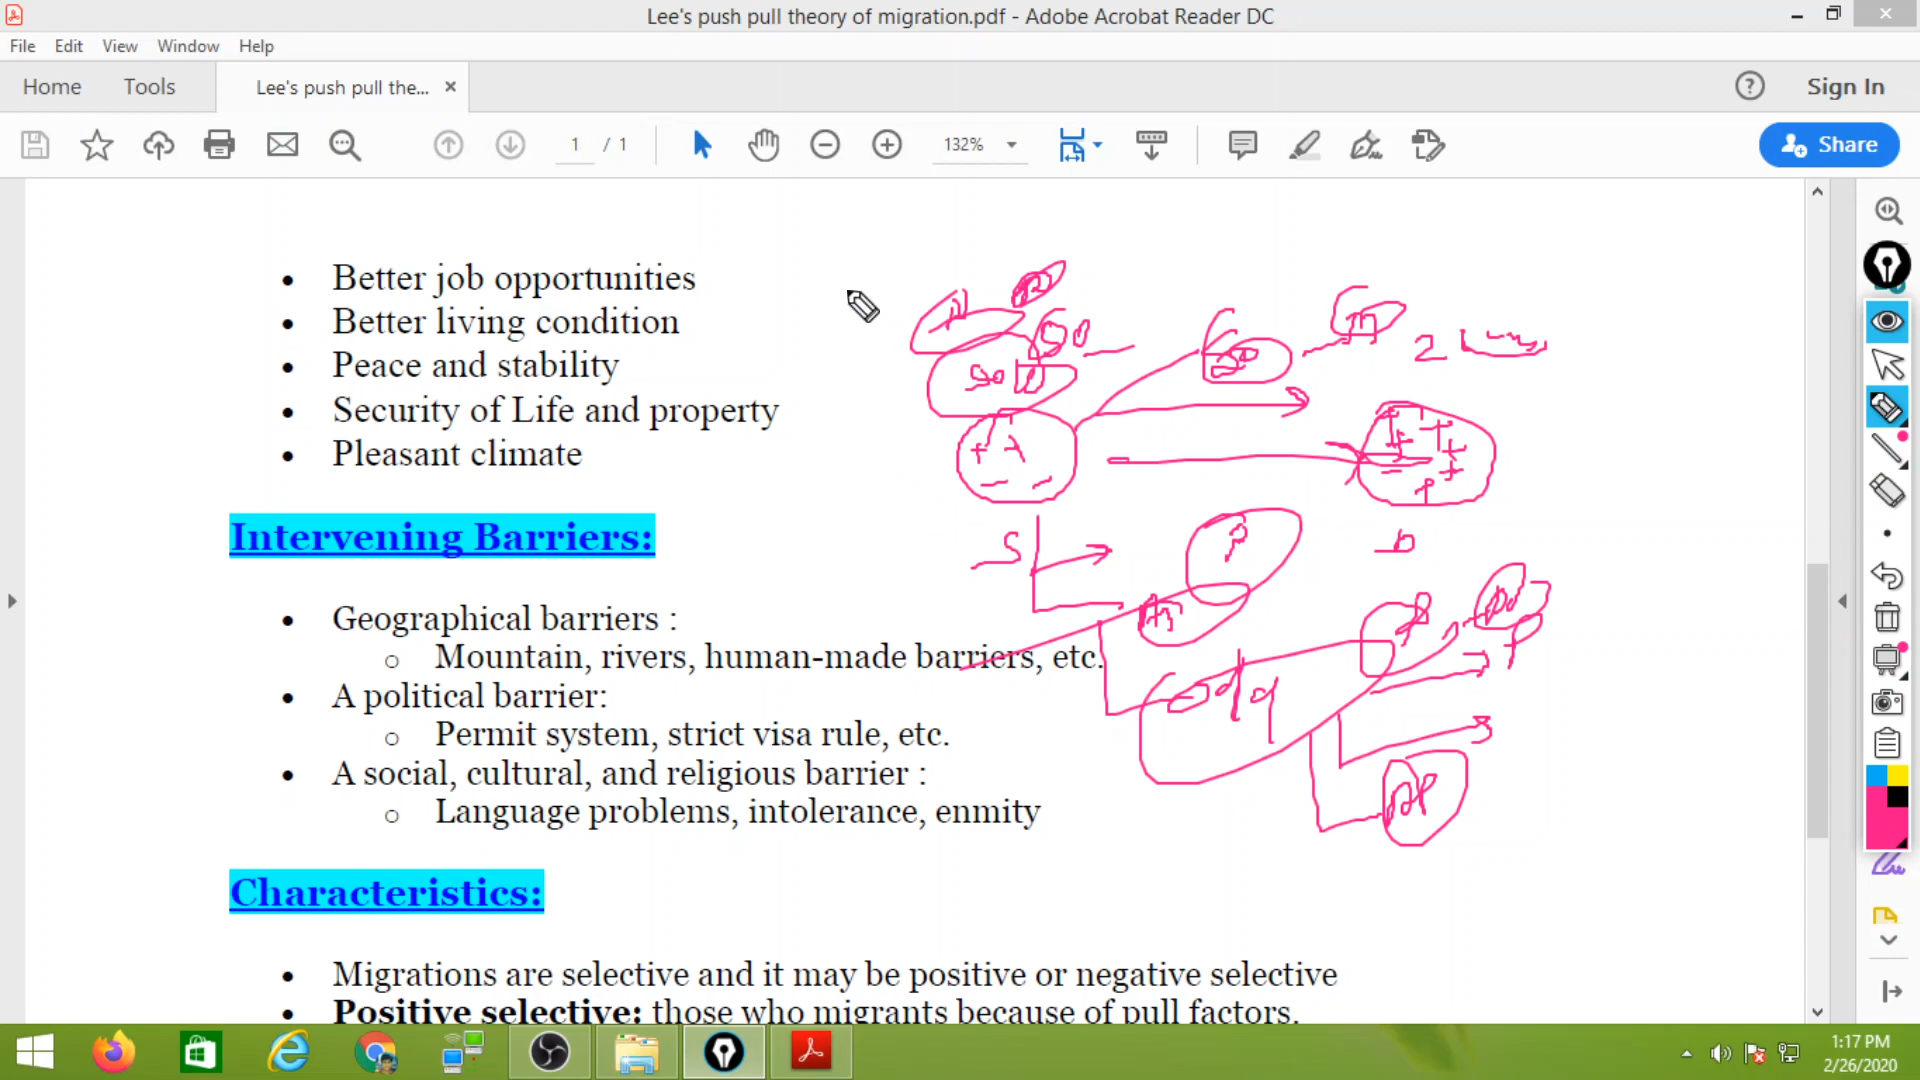 Lee's push pull theory of migration.pdf - Adobe Acrobat Reader DC
File Edit View Window Help
Home Tools Lee's push pull the... × Sign In
1 / 1 132% Share
• Better job opportunities
• Better living condition
• Peace and stability
• Security of Life and property
• Pleasant climate
Intervening Barriers:
• Geographical barriers :
o Mountain, rivers, human-made barriers, etc.
• A political barrier:
o Permit system, strict visa rule, etc.
• A social, cultural, and religious barrier :
o Language problems, intolerance, enmity
Characteristics:
• Migrations are selective and it may be positive or negative selective
• Positive selective: those who migrants because of pull factors.
1:17 PM
2/26/2020